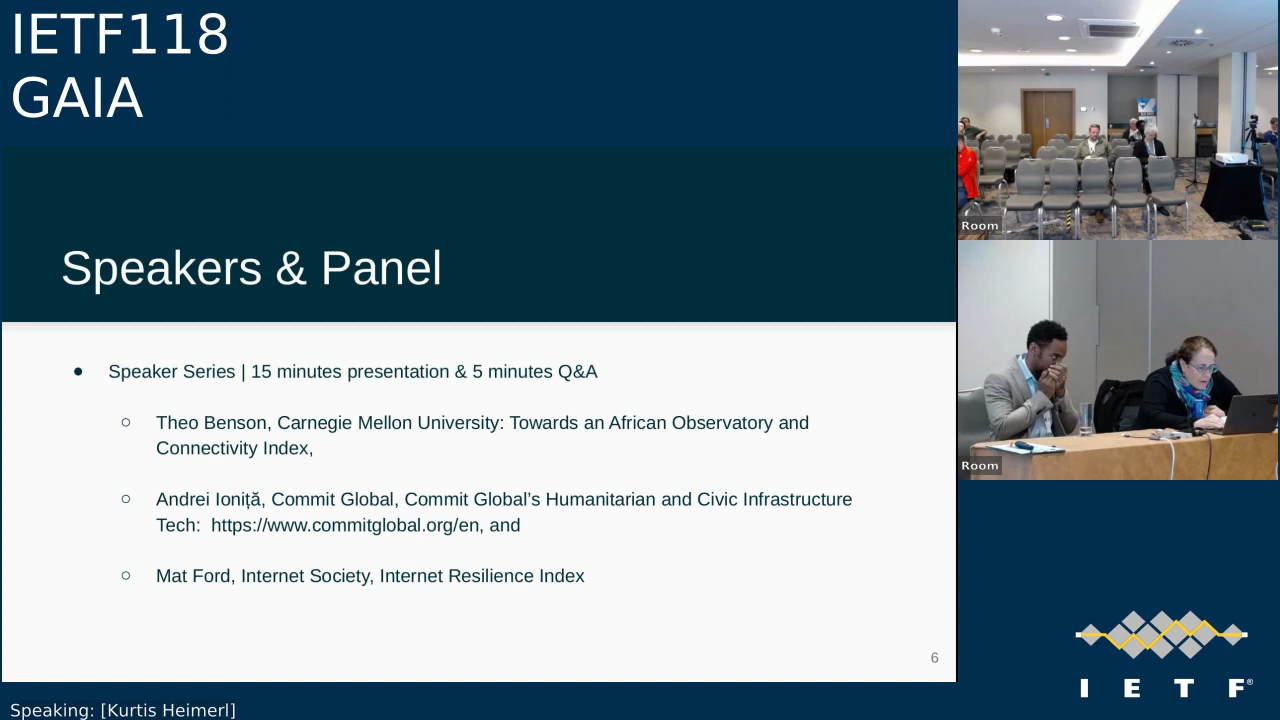 IETF118
GAIA
Speakers & Panel
● Speaker Series | 15 minutes presentation & 5 minutes Q&A
○ Theo Benson, Carnegie Mellon University: Towards an African Observatory and
Connectivity Index,
○ Andrei Ioniță, Commit Global, Commit Global’s Humanitarian and Civic Infrastructure
Tech:  https://www.commitglobal.org/en, and
○ Mat Ford, Internet Society, Internet Resilience Index
6
Room
Room
I E T F®
Speaking: [Kurtis Heimerl]